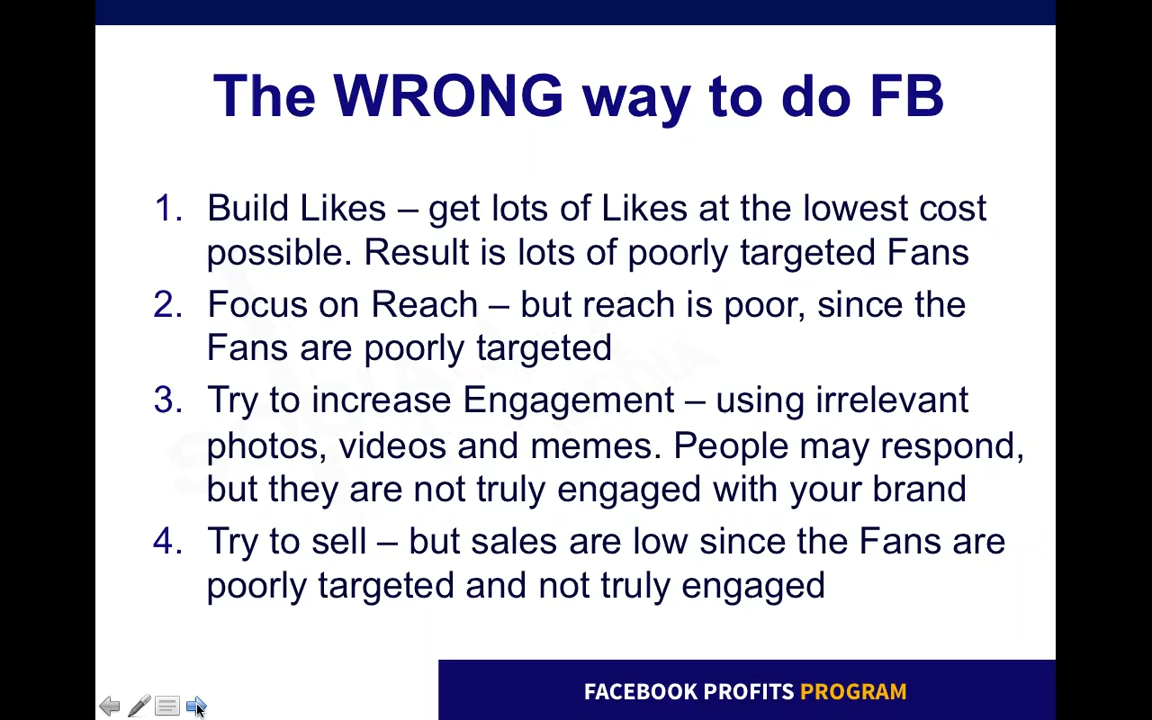 The WRONG way to do FB
1. Build Likes – get lots of Likes at the lowest cost
possible. Result is lots of poorly targeted Fans
2. Focus on Reach – but reach is poor, since the
Fans are poorly targeted
3. Try to increase Engagement – using irrelevant
photos, videos and memes. People may respond,
but they are not truly engaged with your brand
4. Try to sell – but sales are low since the Fans are
poorly targeted and not truly engaged
FACEBOOK PROFITS PROGRAM